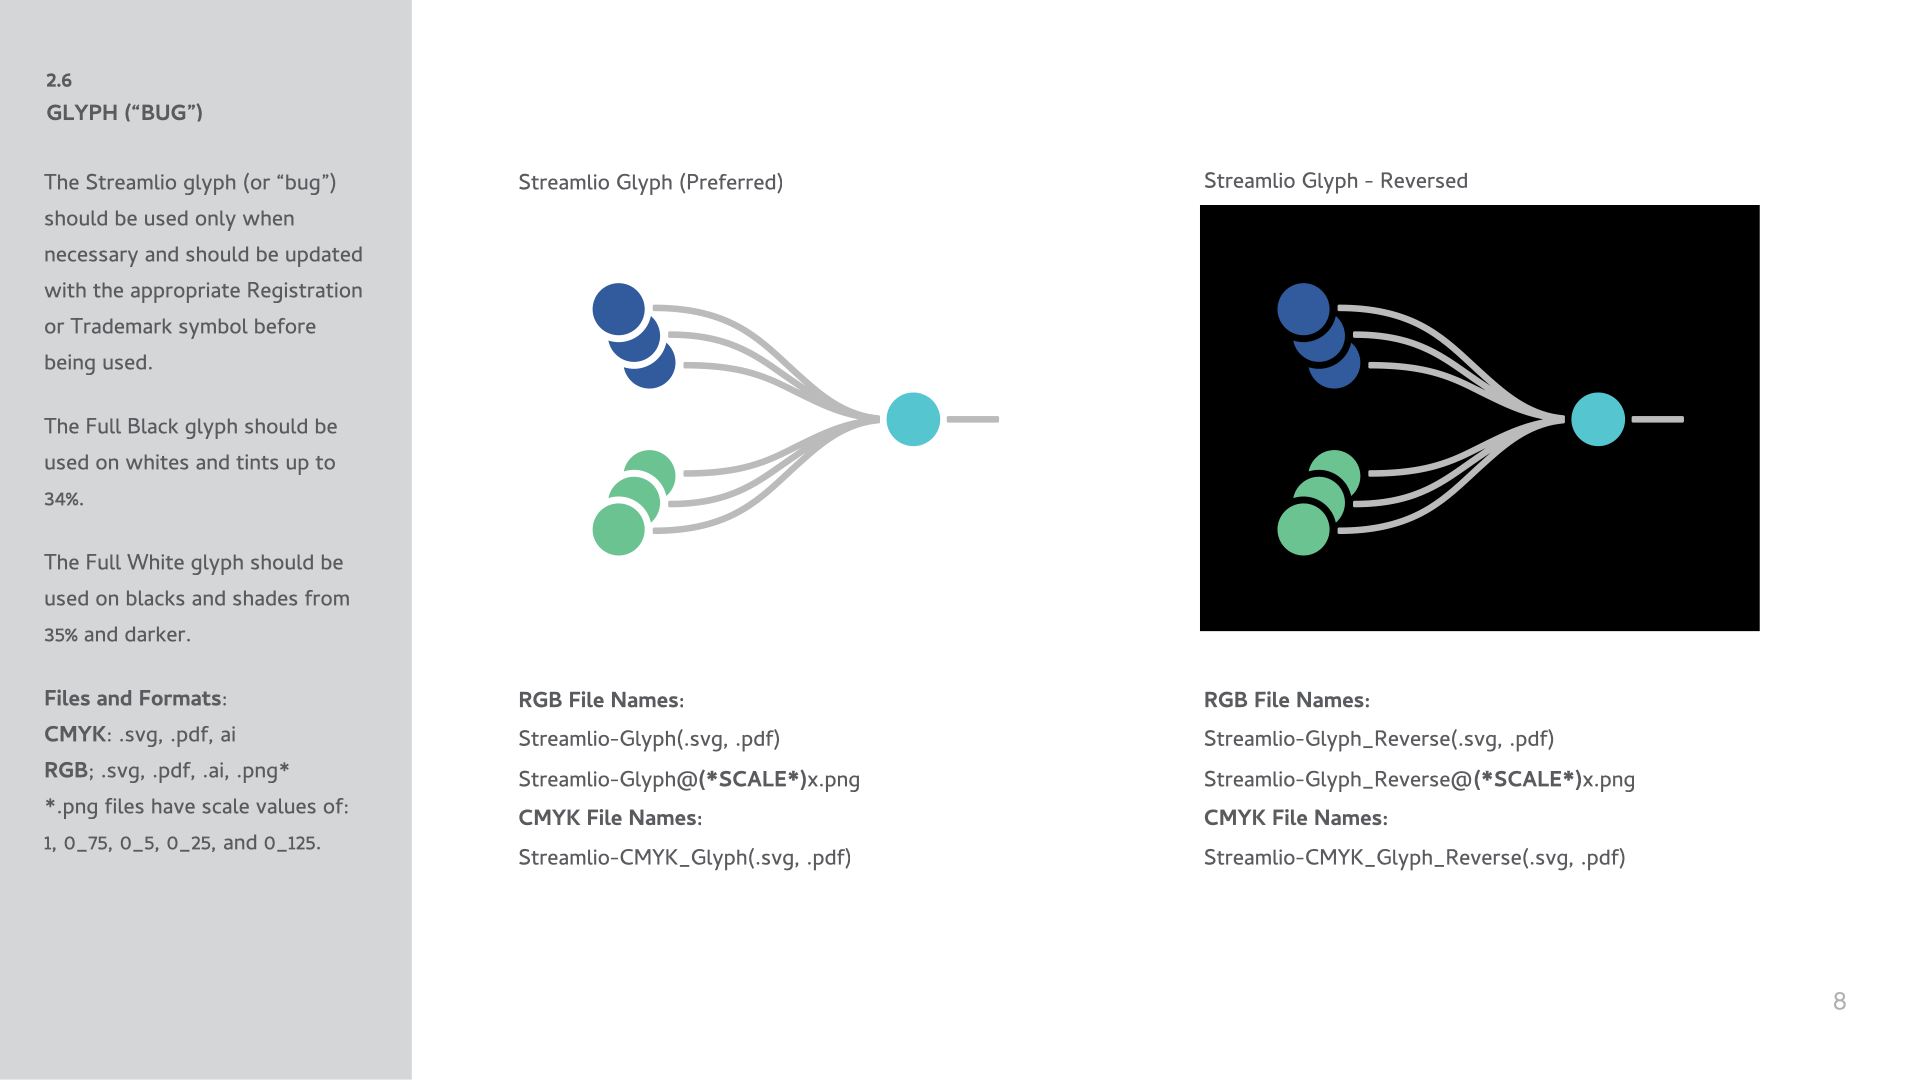 2.6
GLYPH (“BUG”)
The Streamlio glyph (or “bug”)
should be used only when
necessary and should be updated
with the appropriate Registration
or Trademark symbol before
being used.
The Full Black glyph should be
used on whites and tints up to
34%.
The Full White glyph should be
used on blacks and shades from
35% and darker.
Files and Formats:
CMYK: .svg, .pdf, ai
RGB; .svg, .pdf, .ai, .png*
*.png files have scale values of:
1, 0_75, 0_5, 0_25, and 0_125.
Streamlio Glyph (Preferred)
RGB File Names:
Streamlio-Glyph(.svg, .pdf)
Streamlio-Glyph@(*SCALE*)x.png
CMYK File Names:
Streamlio-CMYK_Glyph(.svg, .pdf)
Streamlio Glyph - Reversed
RGB File Names:
Streamlio-Glyph_Reverse(.svg, .pdf)
Streamlio-Glyph_Reverse@(*SCALE*)x.png
CMYK File Names:
Streamlio-CMYK_Glyph_Reverse(.svg, .pdf)
8